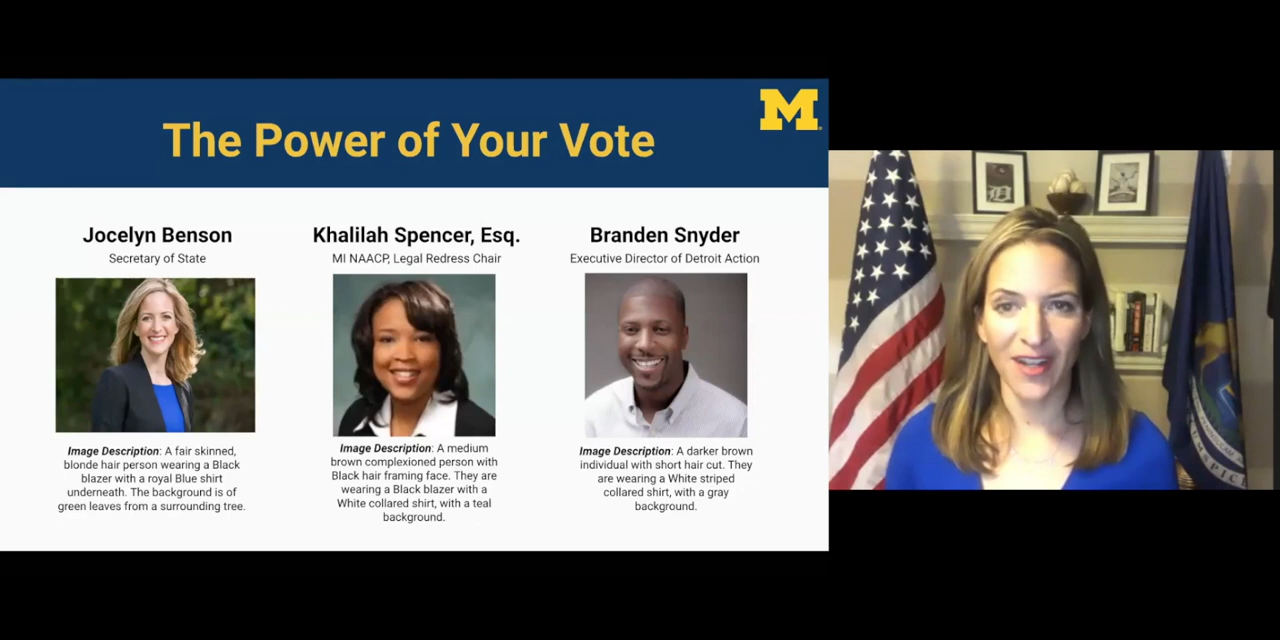 M
The Power of Your Vote
Jocelyn Benson
Secretary of State
Image Description: A fair skinned,
blonde hair person wearing a Black
blazer with a royal Blue shirt
underneath. The background is of
green leaves from a surrounding tree.
Khalilah Spencer, Esq.
MI NAACP, Legal Redress Chair
Image Description: A medium
brown complexioned person with
Black hair framing face. They are
wearing a Black blazer with a
White collared shirt, with a teal
background.
Branden Snyder
Executive Director of Detroit Action
Image Description: A darker brown
individual with short hair cut. They
are wearing a White striped
collared shirt, with a gray
background.